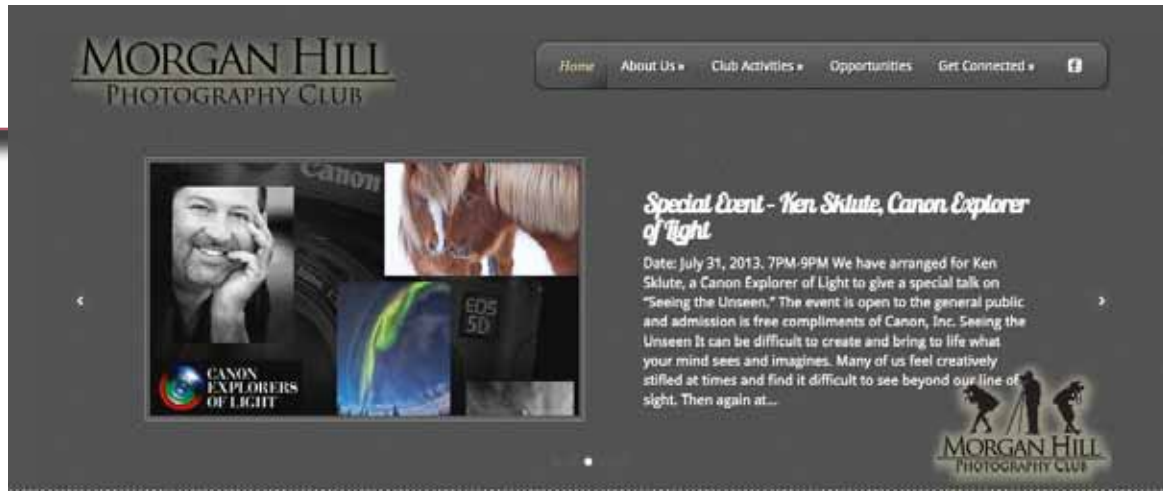 MORGAN HILL
PHOTOGRAPHY CLUB
Home About Us » Club Activities » Opportunities Get Connected » f
Canon
EOS
5D
CANON
EXPLORERS
OF LIGHT
Special Event – Ken Sklute, Canon Explorer
of Light
Date: July 31, 2013. 7PM-9PM We have arranged for Ken
Sklute, a Canon Explorer of Light to give a special talk on
“Seeing the Unseen.” The event is open to the general public
and admission is free compliments of Canon, Inc. Seeing the
Unseen It can be difficult to create and bring to life what
your mind sees and imagines. Many of us feel creatively
stifled at times and find it difficult to see beyond our line of
sight. Then again at...
MORGAN HILL
PHOTOGRAPHY CLUB